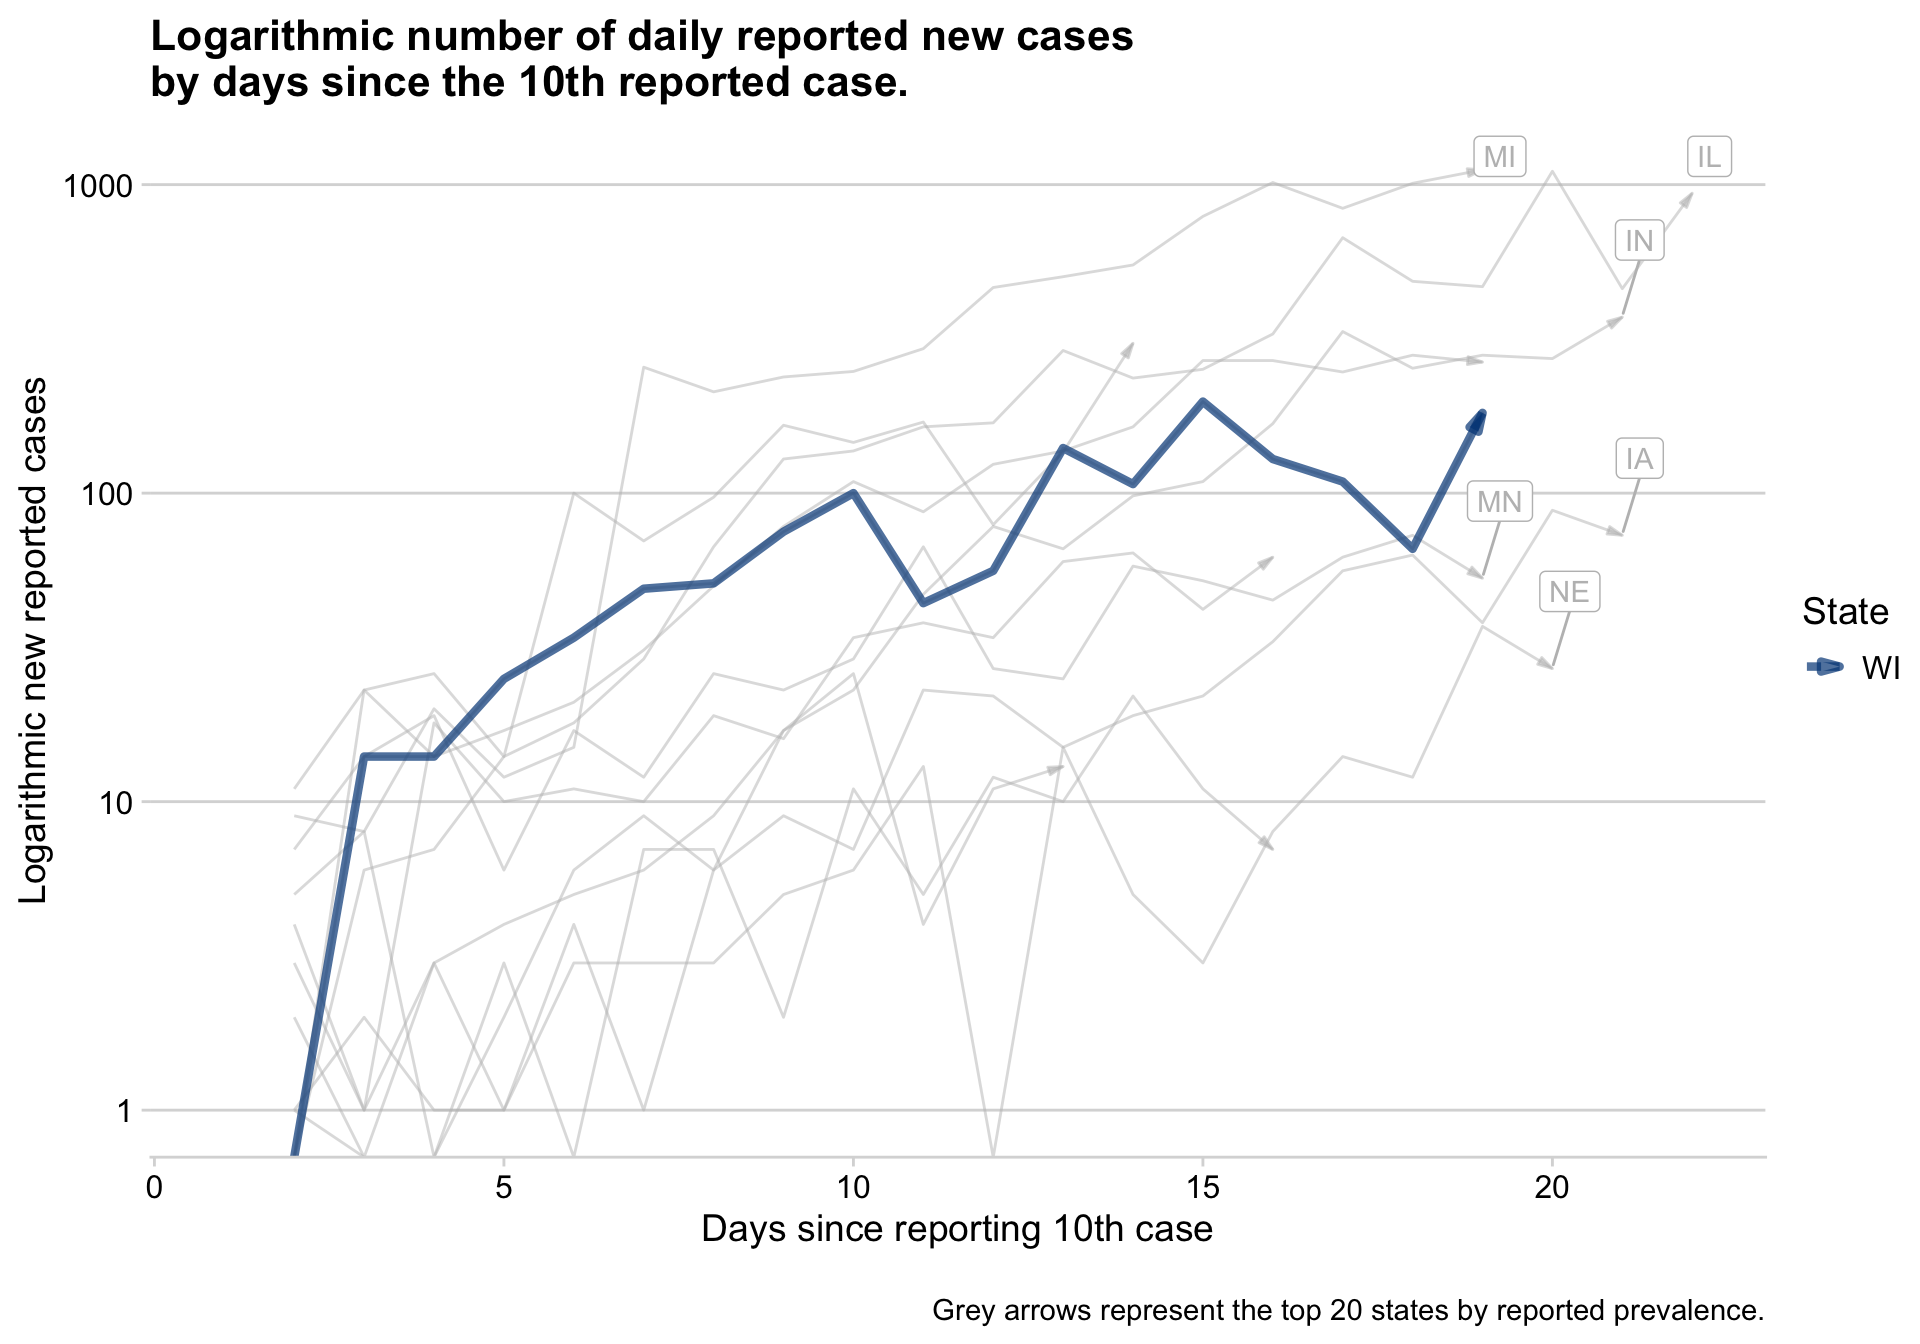 Logarithmic number of daily reported new cases
by days since the 10th reported case.
MI
IL
1000
IN
IA
100
MN
NE
State
WI
Logarithmic new reported cases
10
1
0
5
10
15
20
Days since reporting 10th case
Grey arrows represent the top 20 states by reported prevalence.